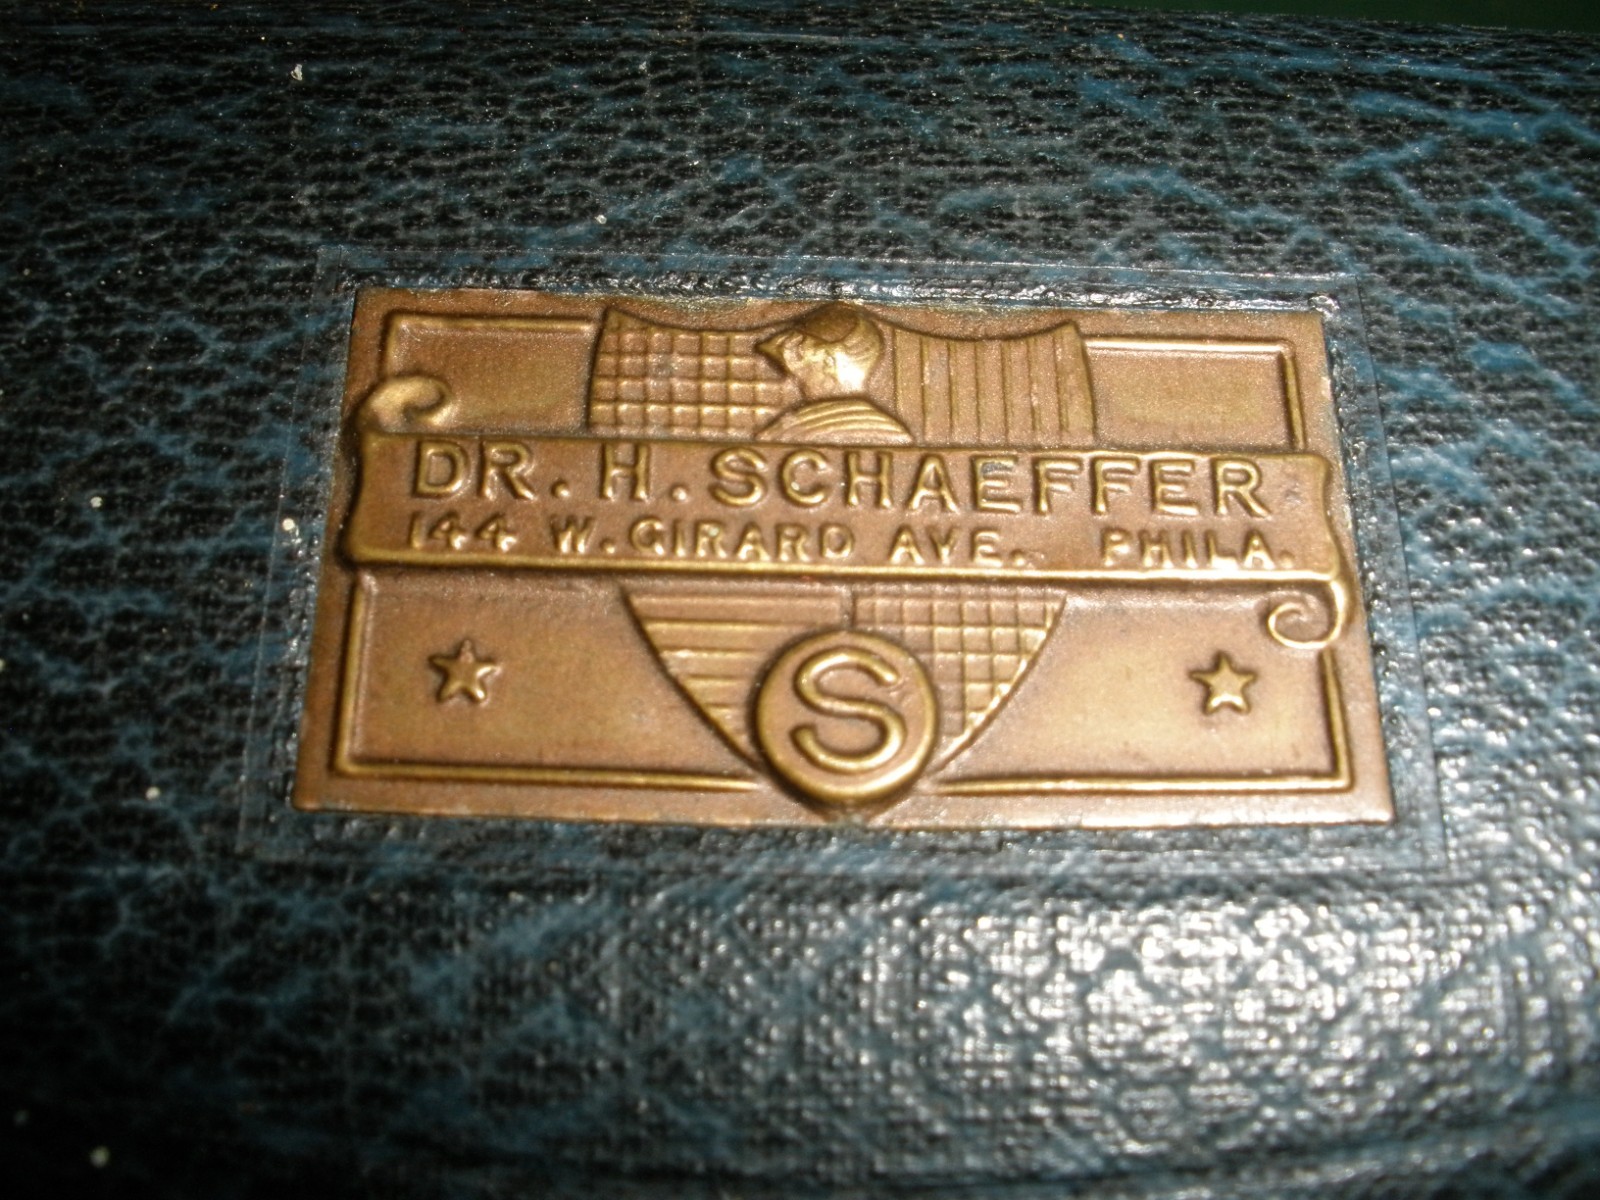 DR. H. SCHAEFFER
144 W. GIRARD AVE. PHILA.
S